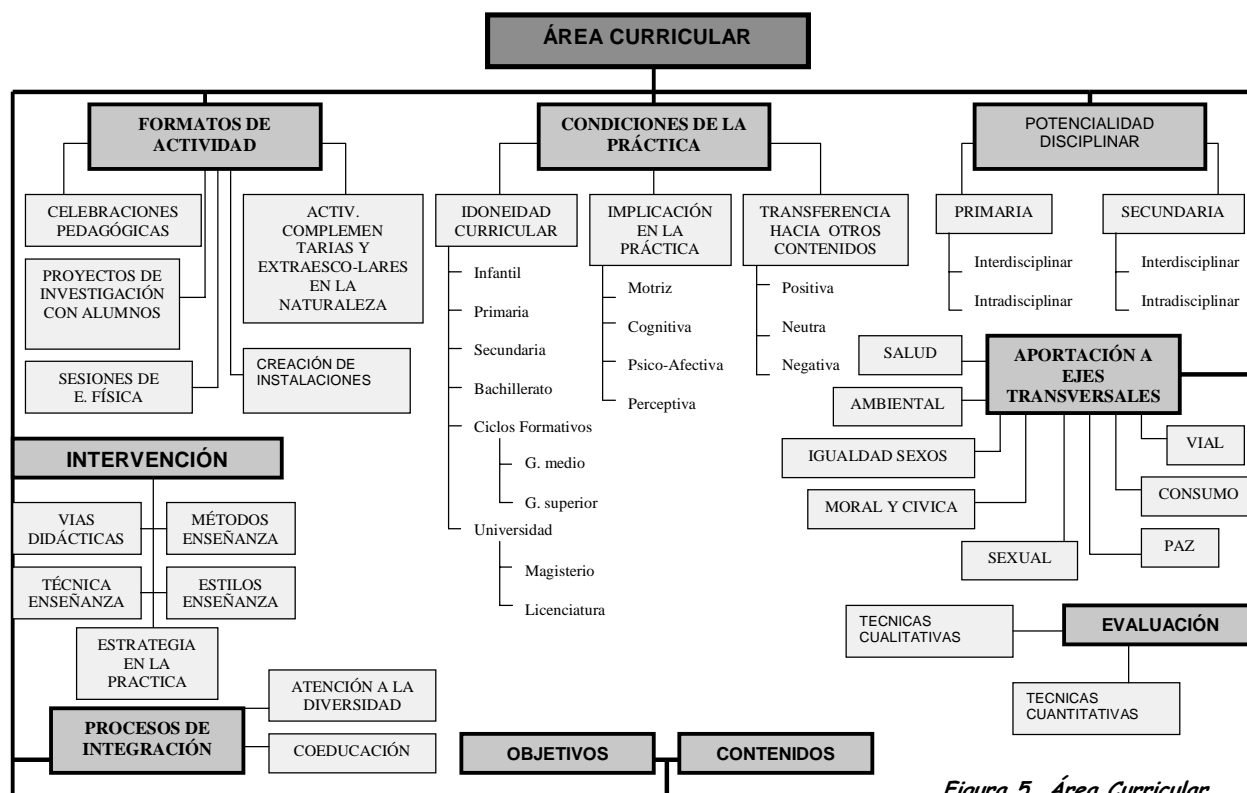 ÁREA CURRICULAR
FORMATOS DE
ACTIVIDAD
CELEBRACIONES
PEDAGÓGICAS
PROYECTOS DE
INVESTIGACIÓN
CON ALUMNOS
SESIONES DE
E. FÍSICA
ACTIV.
COMPLEMEN
TARIAS Y
EXTRAESCO-LARES
EN LA
NATURALEZA
CREACIÓN DE
INSTALACIONES
CONDICIONES DE LA
PRÁCTICA
IDONEIDAD
CURRICULAR
Infantil
Primaria
Secundaria
Bachillerato
Ciclos Formativos
G. medio
G. superior
Universidad
Magisterio
Licenciatura
IMPLICACIÓN
EN LA
PRÁCTICA
Motriz
Cognitiva
Psico-Afectiva
Perceptiva
TRANSFERENCIA
HACIA OTROS
CONTENIDOS
Positiva
Neutra
Negativa
POTENCIALIDAD
DISCIPLINAR
PRIMARIA
Interdisciplinar
Intradisciplinar
SECUNDARIA
Interdisciplinar
Intradisciplinar
APORTACIÓN A
EJES
TRANSVERSALES
SALUD
AMBIENTAL
IGUALDAD SEXOS
MORAL Y CIVICA
SEXUAL
VIAL
CONSUMO
PAZ
INTERVENCIÓN
VIAS
DIDÁCTICAS
MÉTODOS
ENSEÑANZA
TÉCNICA
ENSEÑANZA
ESTILOS
ENSEÑANZA
ESTRATEGIA
EN LA
PRACTICA
EVALUACIÓN
TECNICAS
CUALITATIVAS
TECNICAS
CUANTITATIVAS
PROCESOS DE
INTEGRACIÓN
ATENCIÓN A LA
DIVERSIDAD
COEDUCACIÓN
OBJETIVOS
CONTENIDOS
Figura 5. Área Curricular